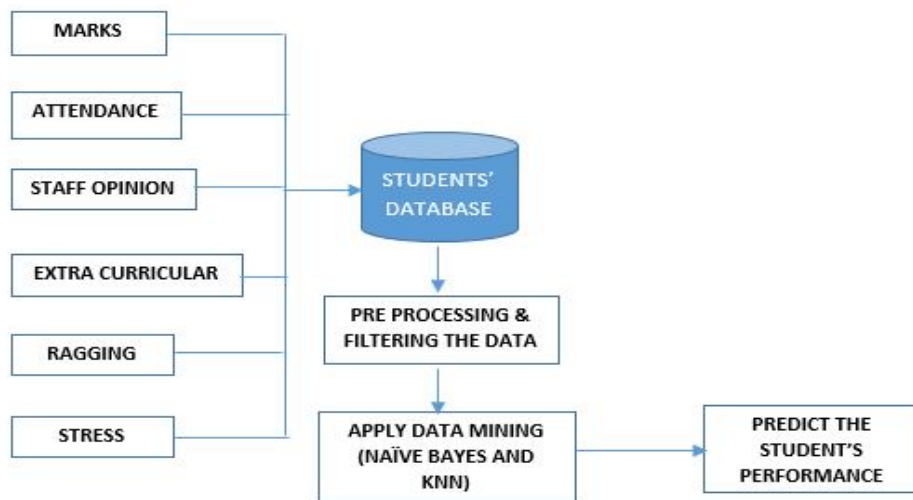 MARKS
ATTENDANCE
STAFF OPINION
EXTRA CURRICULAR
RAGGING
STRESS
STUDENTS'
DATABASE
PRE PROCESSING &
FILTERING THE DATA
APPLY DATA MINING
(NAÏVE BAYES AND
KNN)
PREDICT THE
STUDENT'S
PERFORMANCE